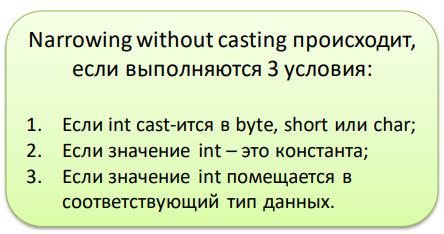 Narrowing without casting происходит,
если выполняются 3 условия:
1. Если int cast-ится в byte, short или char;
2. Если значение int – это константа;
3. Если значение int помещается в
соответствующий тип данных.